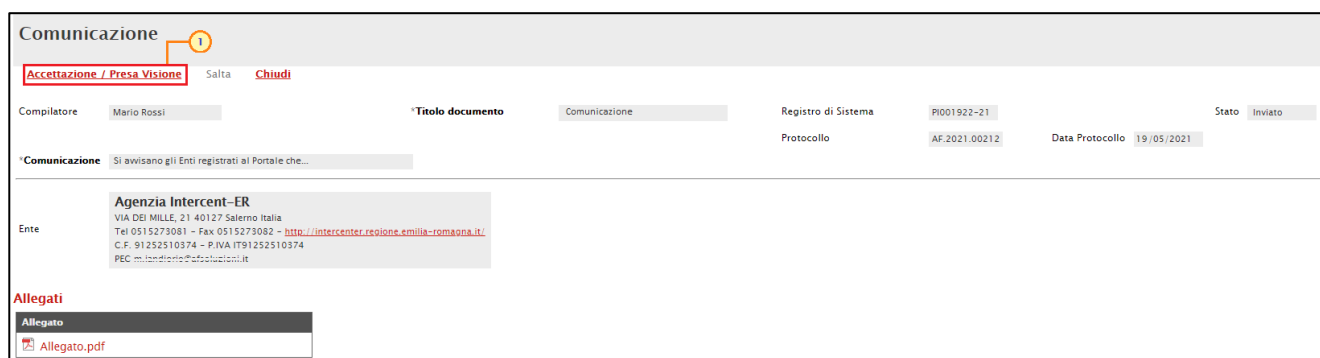 Comunicazione
1
Accettazione / Presa Visione Salta Chiudi
Compilatore Mario Rossi *Titolo documento Comunicazione Registro di Sistema PI001922-21 Stato Inviato
Protocollo AF.2021.00212 Data Protocollo 19/05/2021
*Comunicazione Si avvisano gli Enti registrati al Portale che...
Agenzia Intercent-ER
VIA DEI MILLE, 21 40127 Salerno Italia
Ente Tel 0515273081 - Fax 0515273082 - http://intercenter.regione.emilia-romagna.it/
C.F. 91252510374 - P.IVA IT91252510374
PEC
Allegati
Allegato
Allegato.pdf